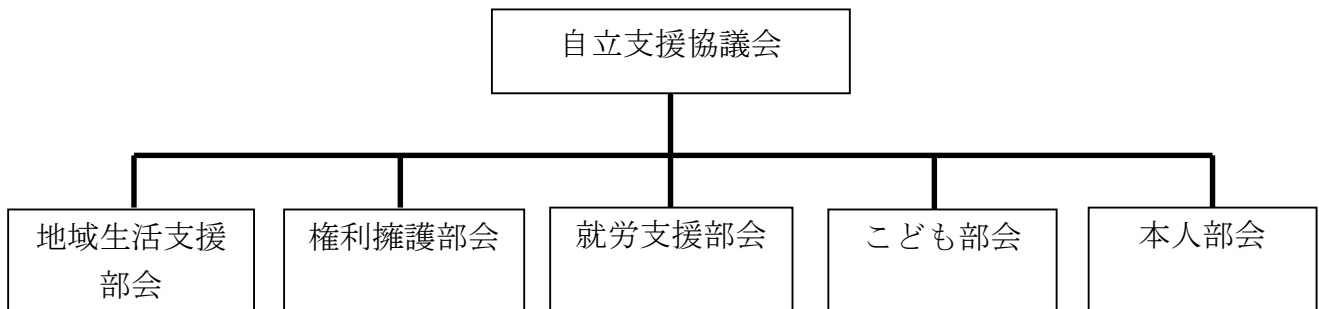 自立支援協議会
地域生活支援
部会
権利擁護部会
就労支援部会
こども部会
本人部会